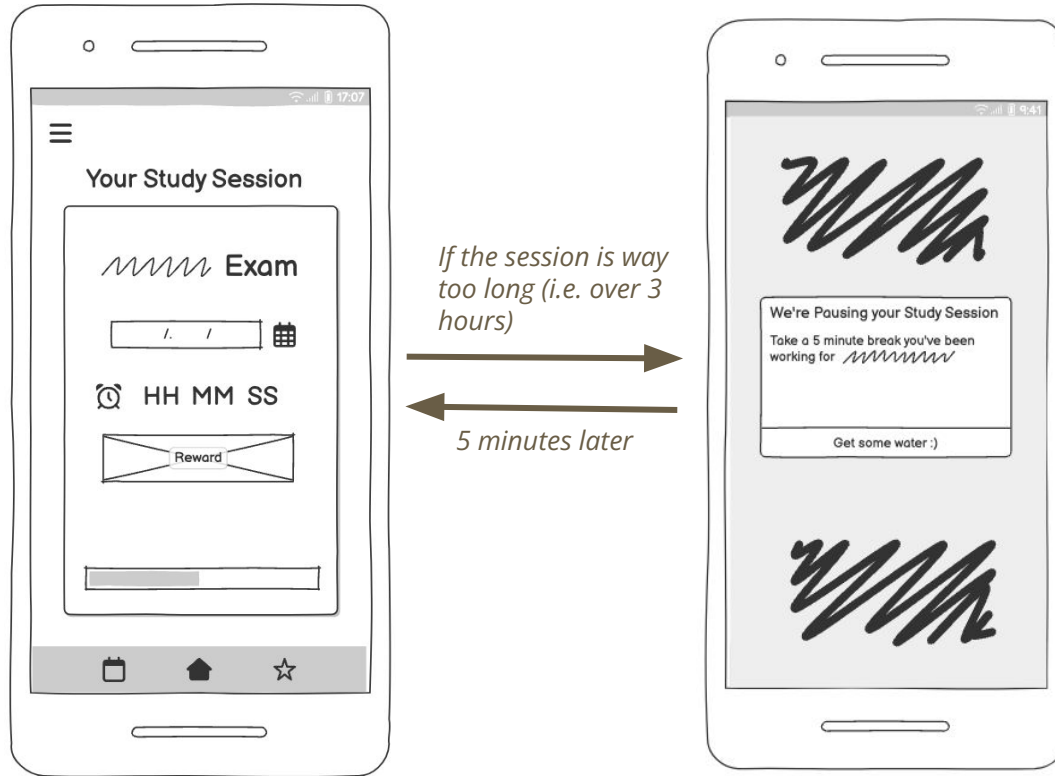 17:07
Your Study Session
Exam
/. /
HH MM SS
Reward
If the session is way
too long (i.e. over 3
hours)
5 minutes later
9:41
We're Pausing your Study Session
Take a 5 minute break you've been
working for
Get some water :)